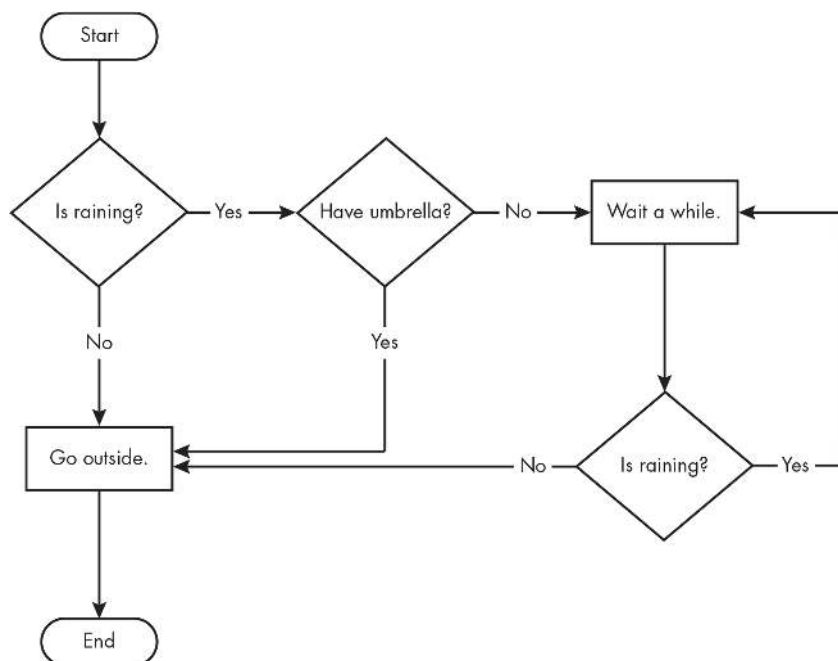 Start
Is raining?
Yes
Have umbrella?
No
Wait a while.
No
Yes
Go outside.
No
Is raining?
Yes
End